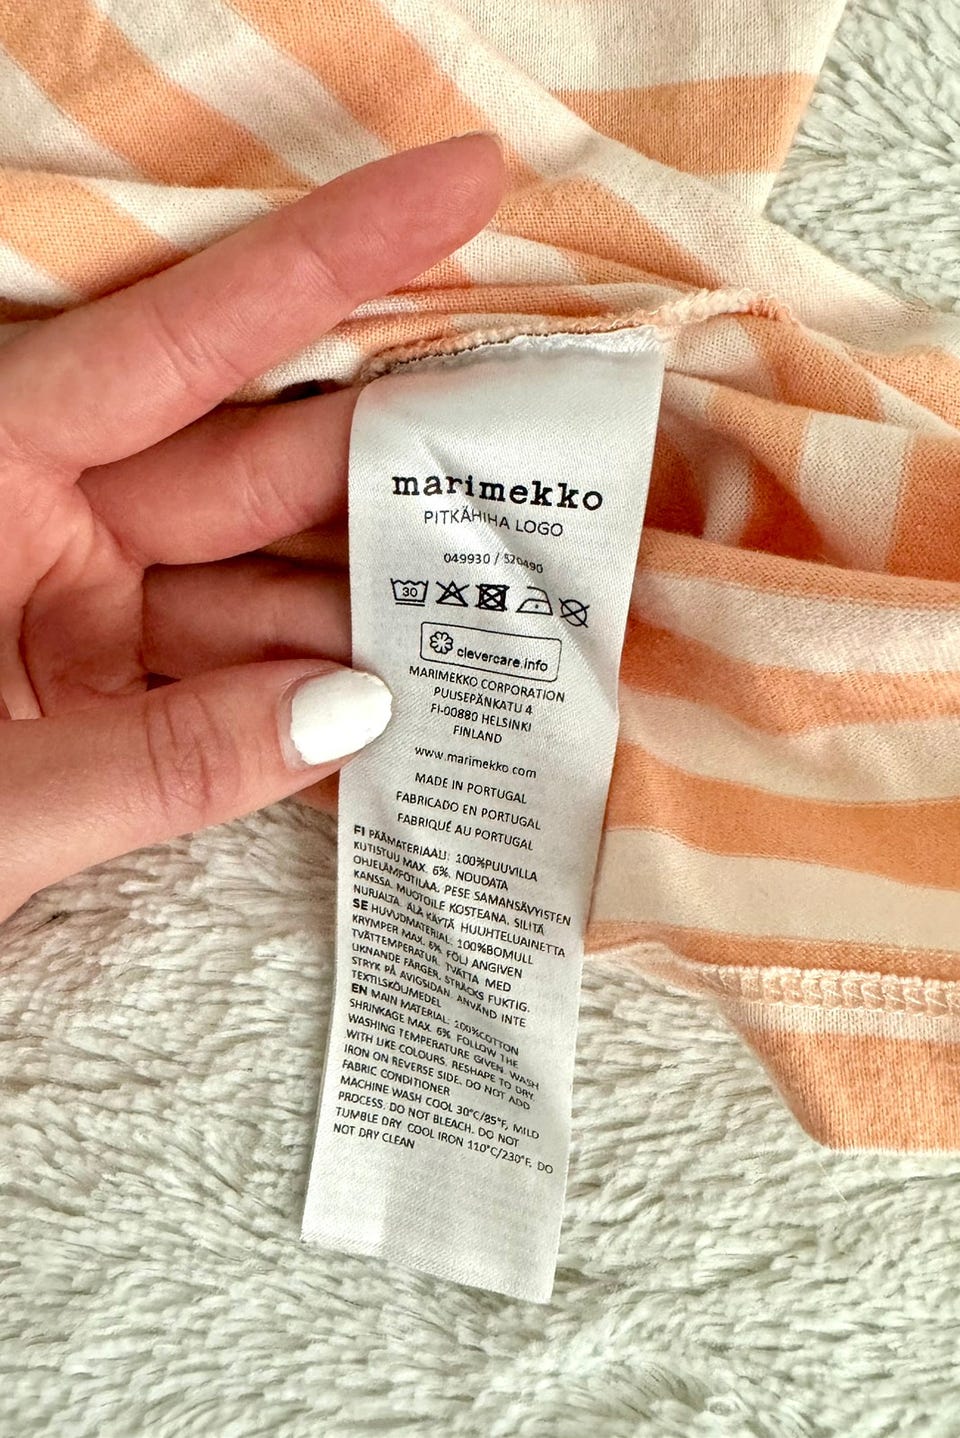 marimekko
PITKÄHIHA LOGO
049930 / 520490
30
clevercare.info
MARIMEKKO CORPORATION
PUUSEPÄNKATU 4
FI-00880 HELSINKI
FINLAND
www.marimekko.com
MADE IN PORTUGAL
FABRICADO EN PORTUGAL
FABRIQUÉ AU PORTUGAL
FI PÄÄMATERIAALI: 100%PUUVILLA
KUTISTUU MAX. 6%. NOUDATA
OHJELÄMPÖTILAA. PESE SAMANSÄVYISTEN
KANSSA. MUOTOILE KOSTEANA. SILITÄ
NURJALTA. ÄLÄ KÄYTÄ HUUHTELUAINETTA
SE HUVUDMATERIAL: 100%BOMULL
KRYMPER MAX. 6% FÖLJ ANGIVEN
TVÄTTEMPERATUR. TVÄTTA MED
LIKNANDE FÄRGER. STRÄCKS FUKTIG.
STRYK PÅ AVIGSIDAN. ANVÄND INTE
TEXTILSKÖLJMEDEL
EN MAIN MATERIAL: 100%COTTON
SHRINKAGE MAX. 6% FOLLOW THE
WASHING TEMPERATURE GIVEN. WASH
WITH LIKE COLOURS. RESHAPE TO DRY.
IRON ON REVERSE SIDE. DO NOT ADD
FABRIC CONDITIONER
MACHINE WASH COOL 30°C/85°F, MILD
PROCESS. DO NOT BLEACH. DO NOT
TUMBLE DRY. COOL IRON 110°C/230°F. DO
NOT DRY CLEAN